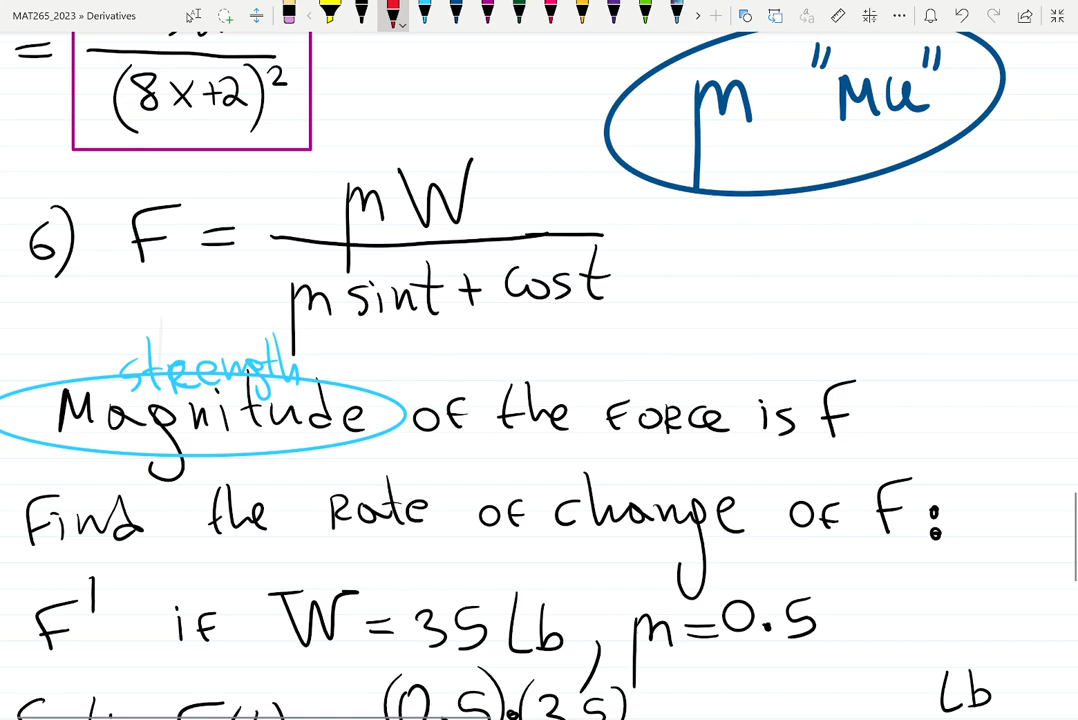 MAT265_2023 » Derivatives
=
(8x+2)²
μ "Mu"
6) F = μW / μ sint + cost
strength
Magnitude of the Force is F
Find the Rate of change of F:
F' if W = 35 Lb, μ = 0.5
(0.5)·(35)
Lb